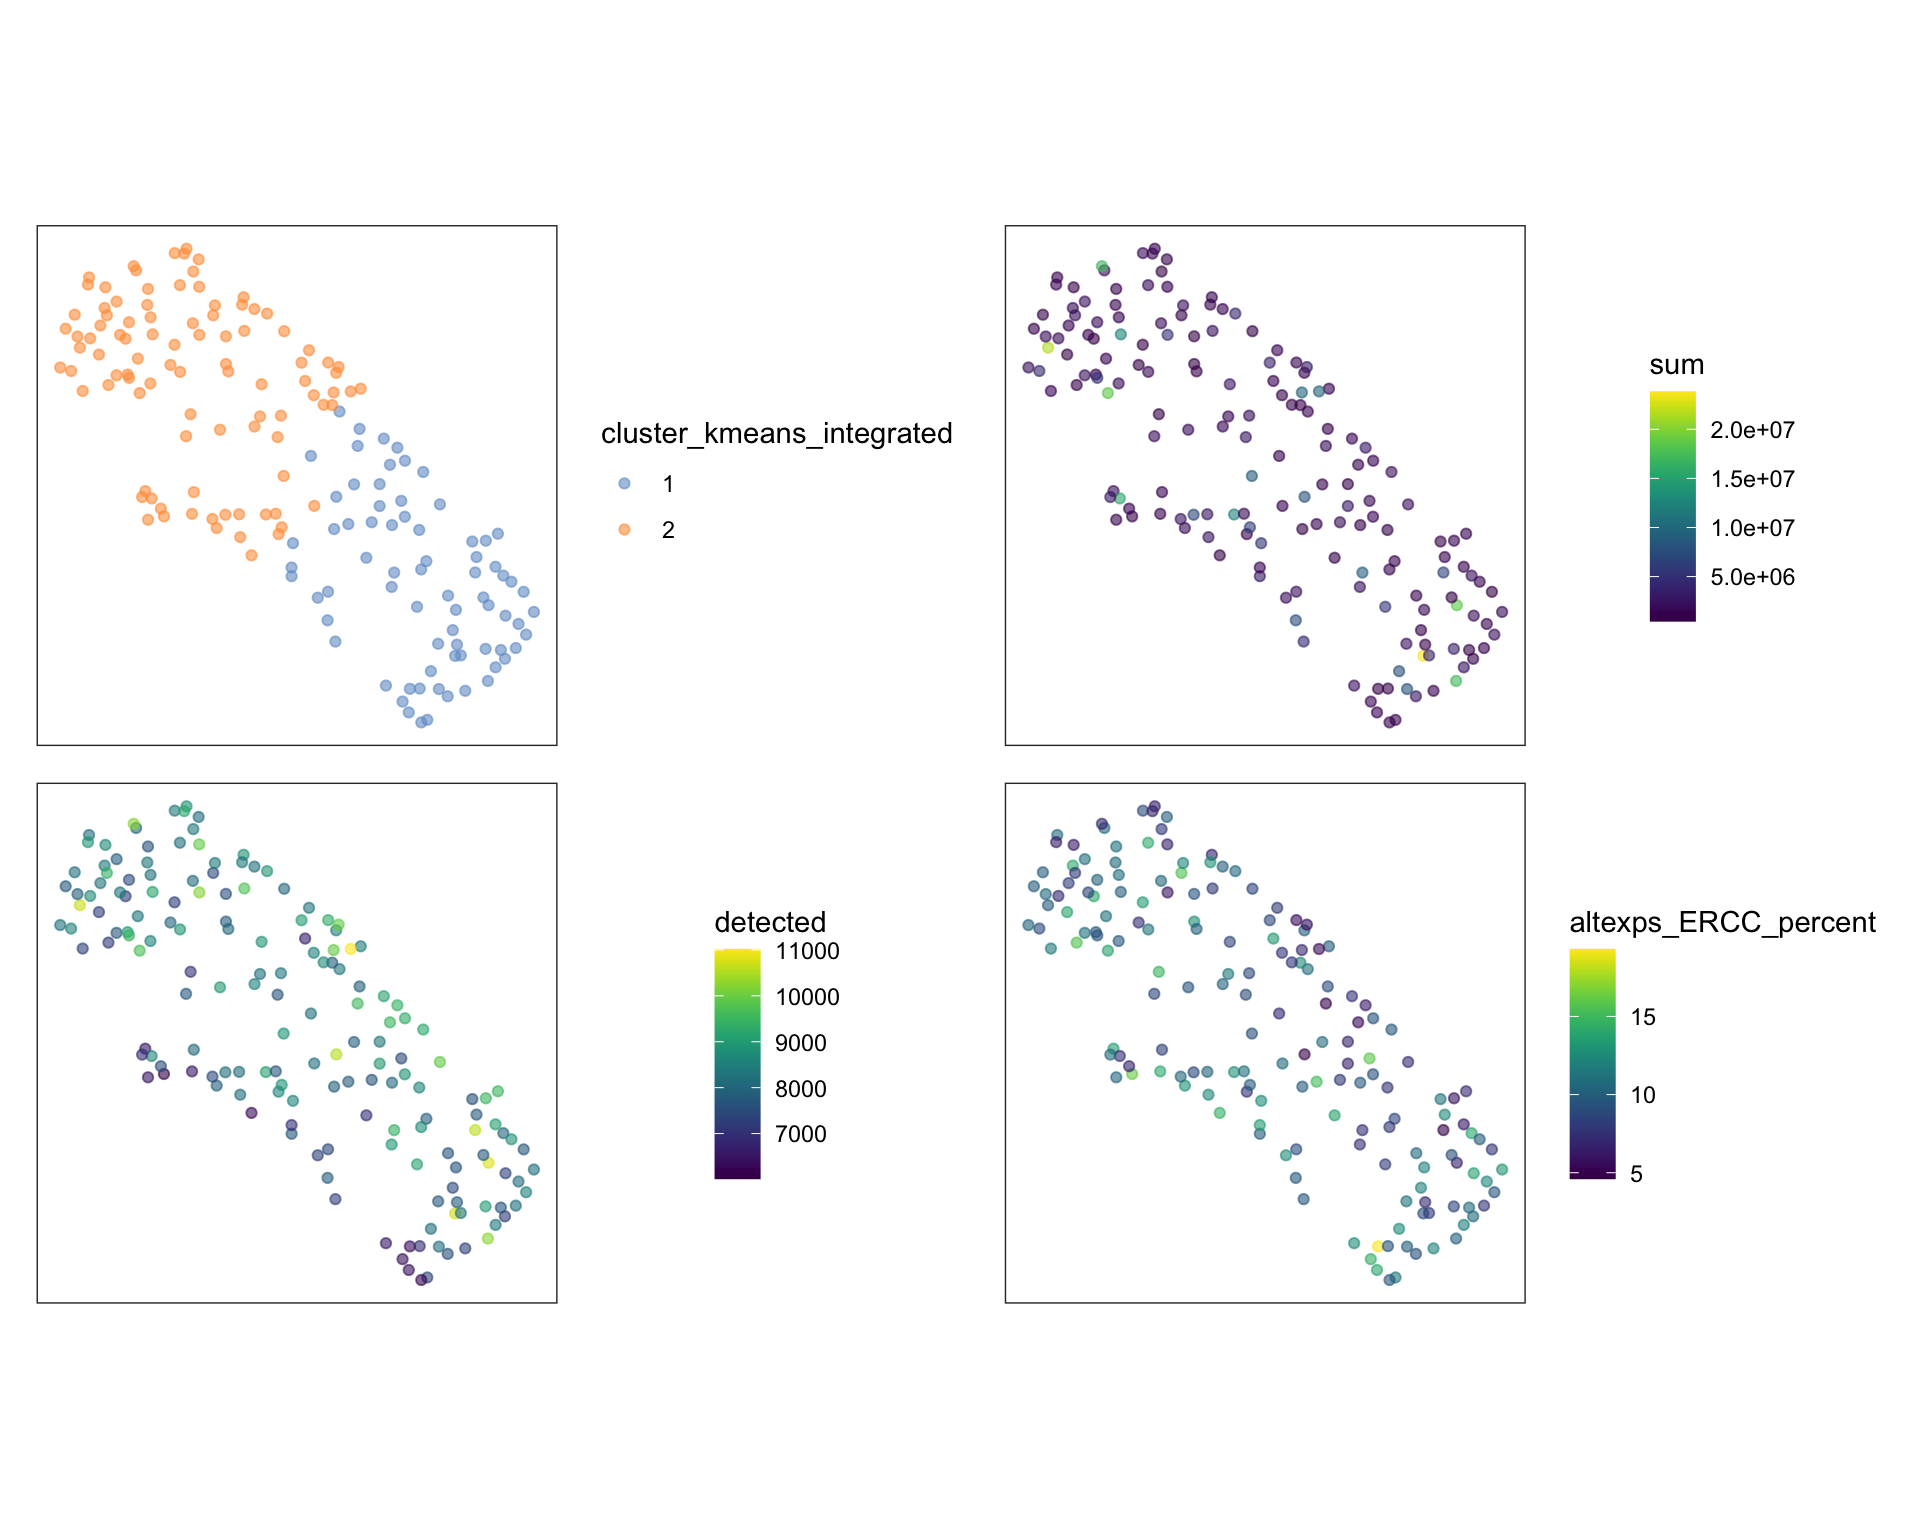 cluster_kmeans_integrated
1
2
sum
2.0e+07
1.5e+07
1.0e+07
5.0e+06
detected
11000
10000
9000
8000
7000
altexps_ERCC_percent
15
10
5